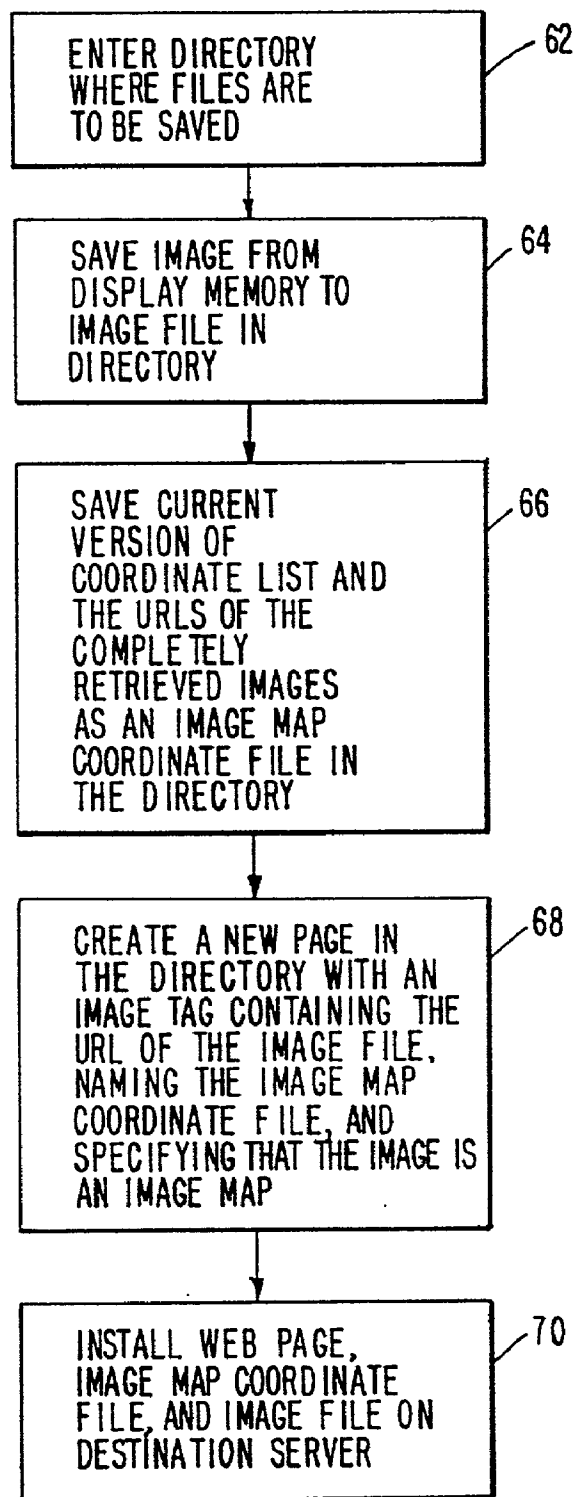 ENTER DIRECTORY
WHERE FILES ARE
TO BE SAVED
62
SAVE IMAGE FROM
DISPLAY MEMORY TO
IMAGE FILE IN
DIRECTORY
64
SAVE CURRENT
VERSION OF
COORDINATE LIST AND
THE URLS OF THE
COMPLETELY
RETRIEVED IMAGES
AS AN IMAGE MAP
COORDINATE FILE IN
THE DIRECTORY
66
CREATE A NEW PAGE IN
THE DIRECTORY WITH AN
IMAGE TAG CONTAINING THE
URL OF THE IMAGE FILE,
NAMING THE IMAGE MAP
COORDINATE FILE, AND
SPECIFYING THAT THE IMAGE IS
AN IMAGE MAP
68
INSTALL WEB PAGE,
IMAGE MAP COORDINATE
FILE, AND IMAGE FILE ON
DESTINATION SERVER
70